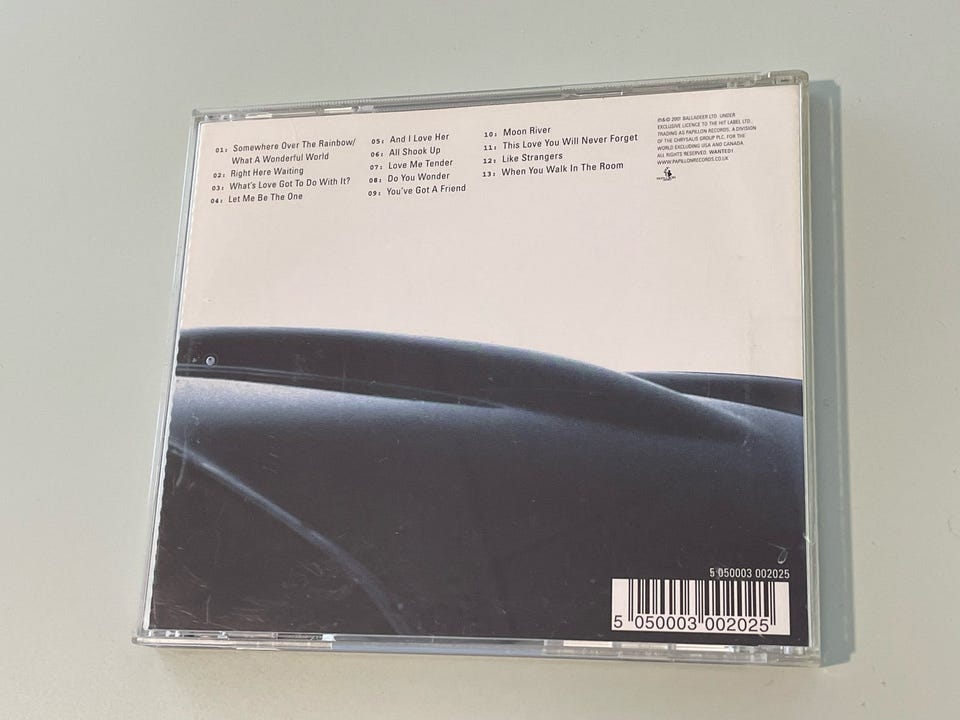 01: Somewhere Over The Rainbow/
What A Wonderful World
02: Right Here Waiting
03: What's Love Got To Do With It?
04: Let Me Be The One
05: And I Love Her
06: All Shook Up
07: Love Me Tender
08: Do You Wonder
09: You've Got A Friend
10: Moon River
11: This Love You Will Never Forget
12: Like Strangers
13: When You Walk In The Room
℗&© 2001 BALLADEER LTD. UNDER
EXCLUSIVE LICENCE TO THE HIT LABEL LTD.,
TRADING AS PAPILLON RECORDS, A DIVISION
OF THE CHRYSALIS GROUP PLC. FOR THE
WORLD EXCLUDING USA AND CANADA.
ALL RIGHTS RESERVED. WANTED1
WWW.PAPILLONRECORDS.CO.UK
PAPILLON
5 050003 002025
5 050003 002025